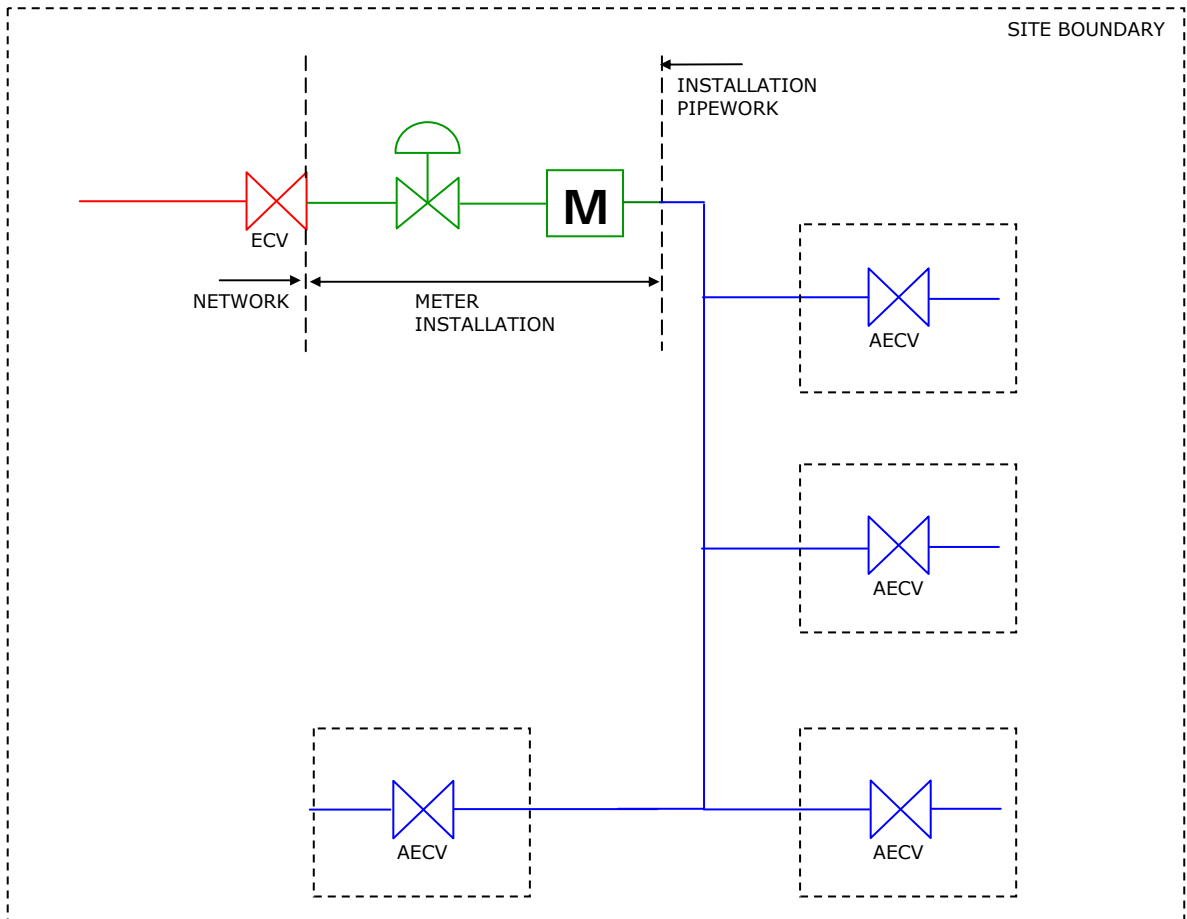 SITE BOUNDARY
INSTALLATION
PIPEWORK
M
ECV
NETWORK
METER
INSTALLATION
AECV
AECV
AECV
AECV